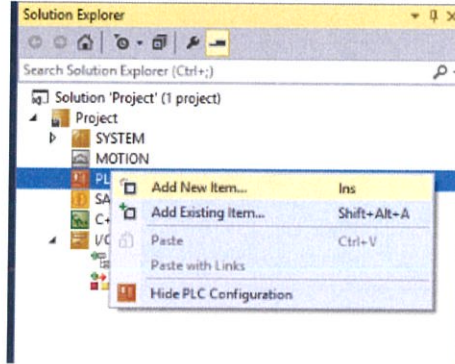 Solution Explorer
Search Solution Explorer (Ctrl+;)
Solution 'Project' (1 project)
Project
SYSTEM
MOTION
PL
Add New Item... Ins
SA
Add Existing Item... Shift+Alt+A
C+
Paste Ctrl+V
I/O
Paste with Links
Hide PLC Configuration